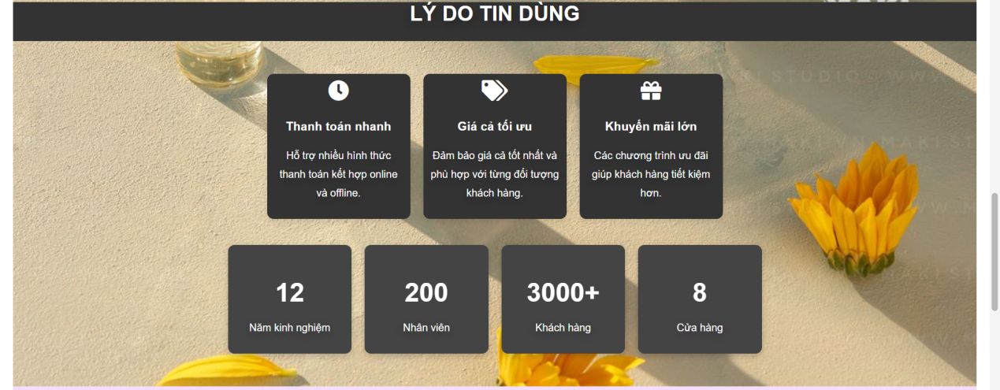 LÝ DO TIN DÙNG
Thanh toán nhanh
Hỗ trợ nhiều hình thức
thanh toán kết hợp online
và offline.
Giá cả tối ưu
Đảm bảo giá cả tốt nhất và
phù hợp với từng đối tượng
khách hàng.
Khuyến mãi lớn
Các chương trình ưu đãi
giúp khách hàng tiết kiệm
hơn.
12
Năm kinh nghiệm
200
Nhân viên
3000+
Khách hàng
8
Cửa hàng